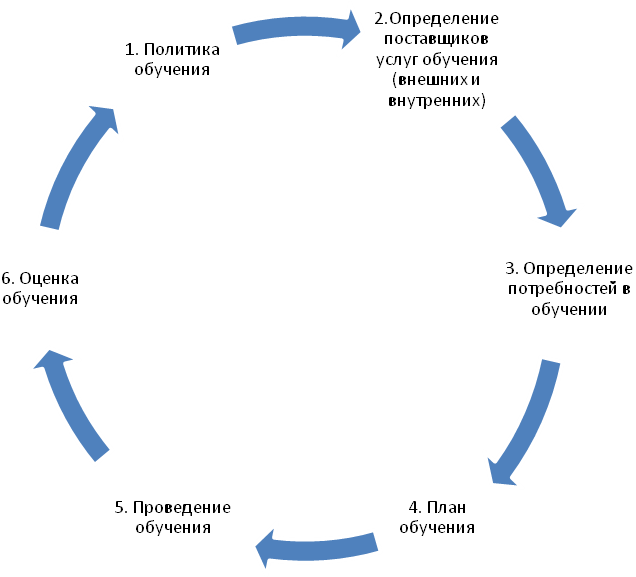 1. Политика
обучения
2.Определение
поставщиков
услуг обучения
(внешних и
внутренних)
3. Определение
потребностей в
обучении
4. План
обучения
5. Проведение
обучения
6. Оценка
обучения